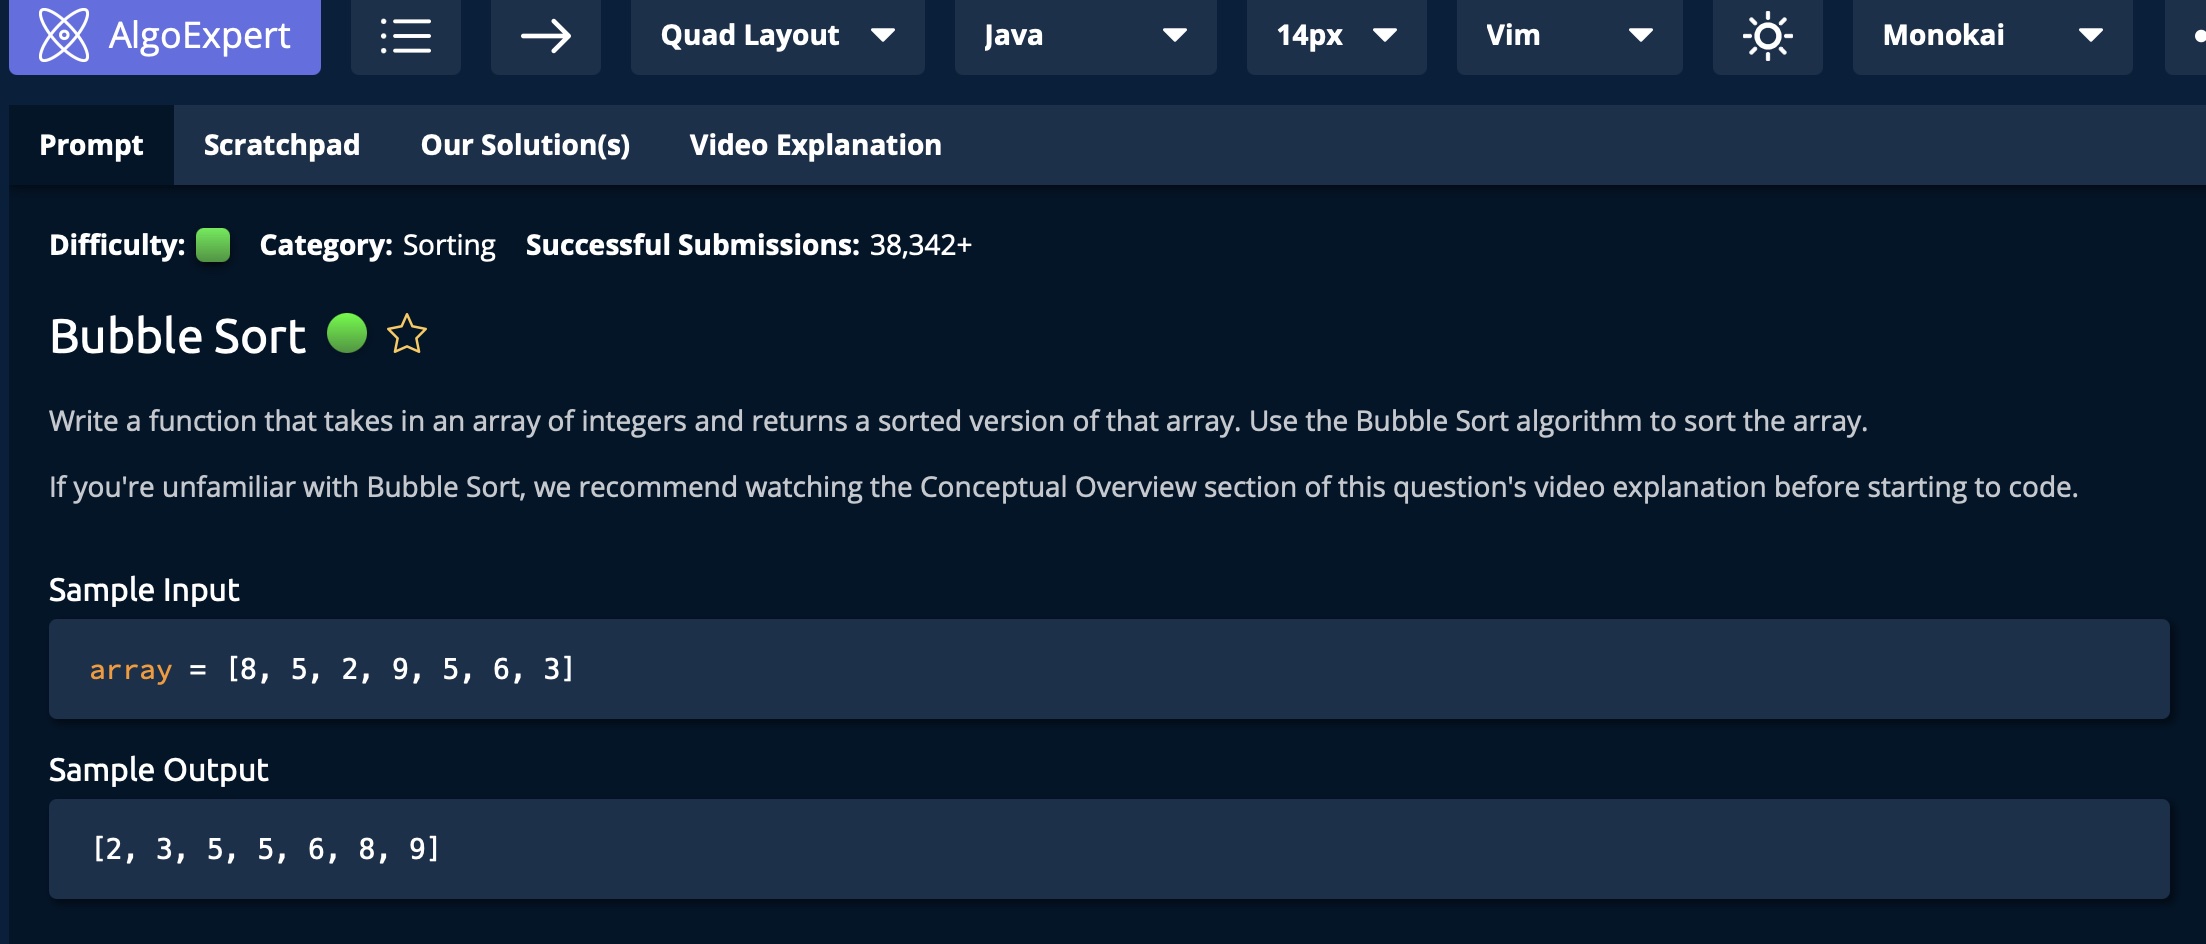 AlgoExpert Quad Layout Java 14px Vim Monokai
Prompt Scratchpad Our Solution(s) Video Explanation
Difficulty: Category: Sorting Successful Submissions: 38,342+
Bubble Sort
Write a function that takes in an array of integers and returns a sorted version of that array. Use the Bubble Sort algorithm to sort the array.
If you're unfamiliar with Bubble Sort, we recommend watching the Conceptual Overview section of this question's video explanation before starting to code.
Sample Input
array = [8, 5, 2, 9, 5, 6, 3]
Sample Output
[2, 3, 5, 5, 6, 8, 9]